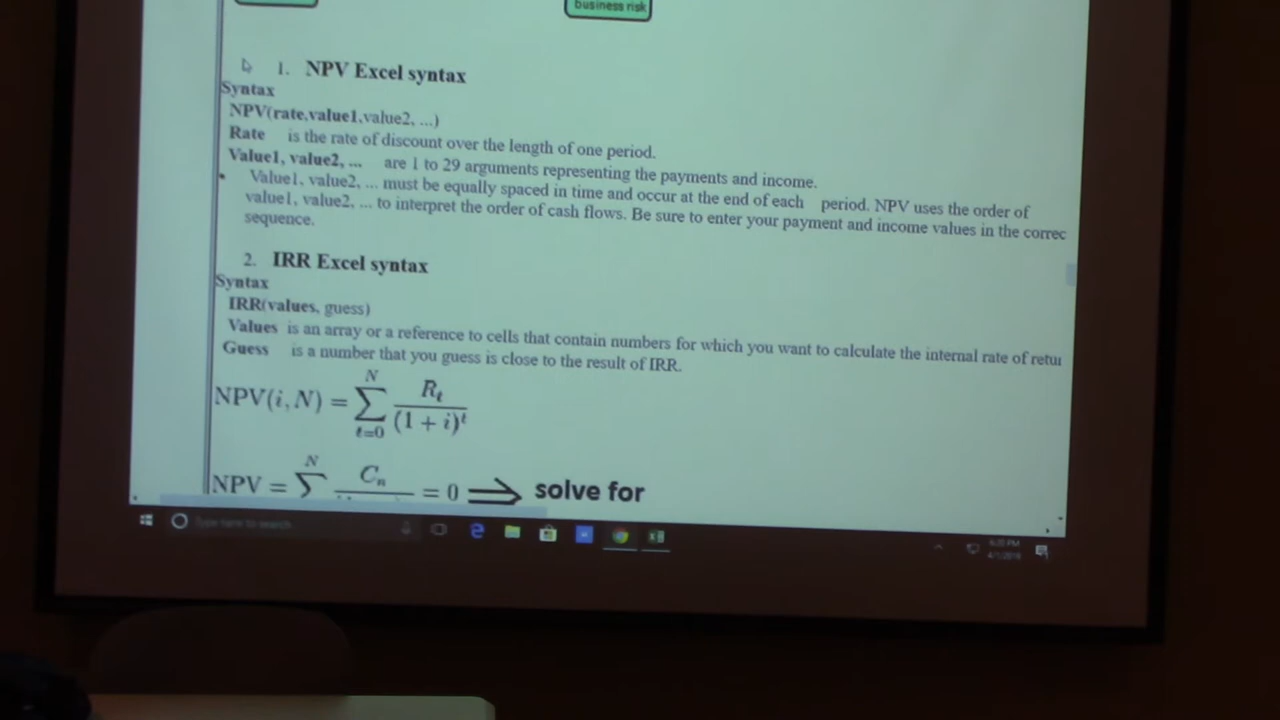 business risk
1. NPV Excel syntax
Syntax
NPV(rate,value1,value2, ...)
Rate is the rate of discount over the length of one period.
Value1, value2, ... are 1 to 29 arguments representing the payments and income.
• Value1, value2, ... must be equally spaced in time and occur at the end of each period. NPV uses the order of
value1, value2, ... to interpret the order of cash flows. Be sure to enter your payment and income values in the correc
sequence.
2. IRR Excel syntax
Syntax
IRR(values, guess)
Values is an array or a reference to cells that contain numbers for which you want to calculate the internal rate of retur
Guess is a number that you guess is close to the result of IRR.
NPV(i, N) = ∑_{t=0}^{N} R_t / (1 + i)^t
NPV = ∑^{N} C_n = 0 ⟹ solve for
Type here to search